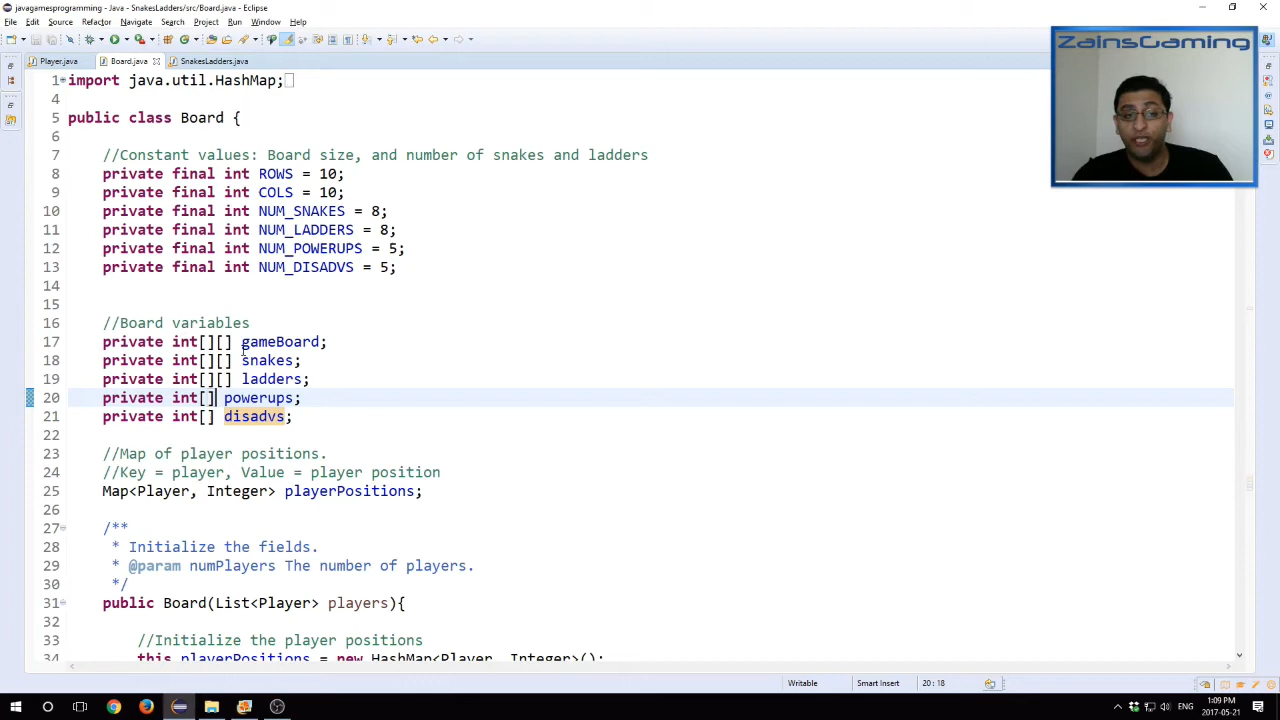 javagamesprogramming - Java - SnakesLadders/src/Board.java - Eclipse
File Edit Source Refactor Navigate Search Project Run Window Help
Player.java Board.java SnakesLadders.java
ZainsGaming
1 import java.util.HashMap;
4
5 public class Board {
6
7 //Constant values: Board size, and number of snakes and ladders
8 private final int ROWS = 10;
9 private final int COLS = 10;
10 private final int NUM_SNAKES = 8;
11 private final int NUM_LADDERS = 8;
12 private final int NUM_POWERUPS = 5;
13 private final int NUM_DISADVS = 5;
14
15
16 //Board variables
17 private int[][] gameBoard;
18 private int[][] snakes;
19 private int[][] ladders;
20 private int[] powerups;
21 private int[] disadvs;
22
23 //Map of player positions.
24 //Key = player, Value = player position
25 Map<Player, Integer> playerPositions;
26
27 /**
28 * Initialize the fields.
29 * @param numPlayers The number of players.
30 */
31 public Board(List<Player> players){
32
33 //Initialize the player positions
34 this.playerPositions = new HashMap<Player, Integer>();
Writable Smart Insert 20 : 18
ENG 1:09 PM
2017-05-21